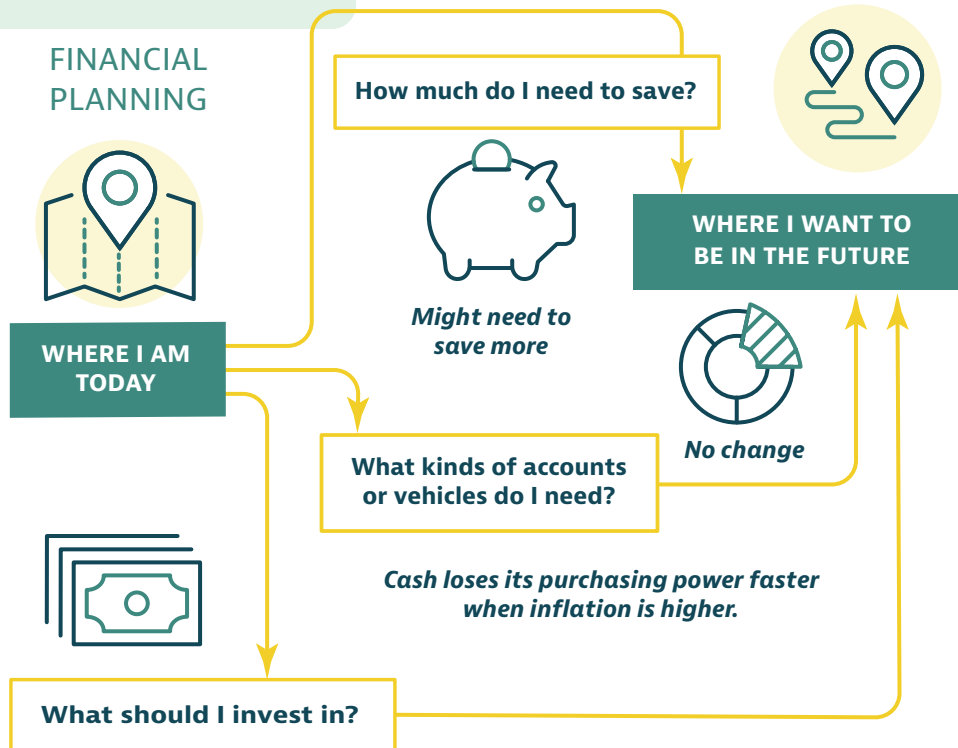 FINANCIAL
PLANNING
How much do I need to save?
WHERE I WANT TO
BE IN THE FUTURE
Might need to
save more
WHERE I AM
TODAY
No change
What kinds of accounts
or vehicles do I need?
Cash loses its purchasing power faster
when inflation is higher.
What should I invest in?